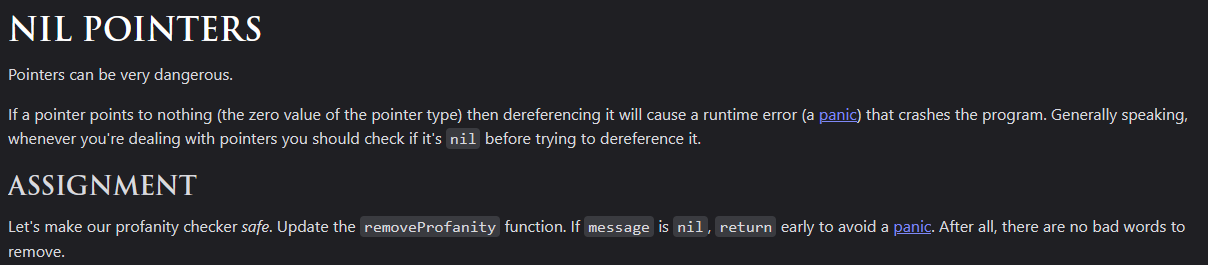 NIL POINTERS
Pointers can be very dangerous.
If a pointer points to nothing (the zero value of the pointer type) then dereferencing it will cause a runtime error (a panic) that crashes the program. Generally speaking,
whenever you're dealing with pointers you should check if it's nil before trying to dereference it.
ASSIGNMENT
Let's make our profanity checker safe. Update the removeProfanity function. If message is nil, return early to avoid a panic. After all, there are no bad words to
remove.